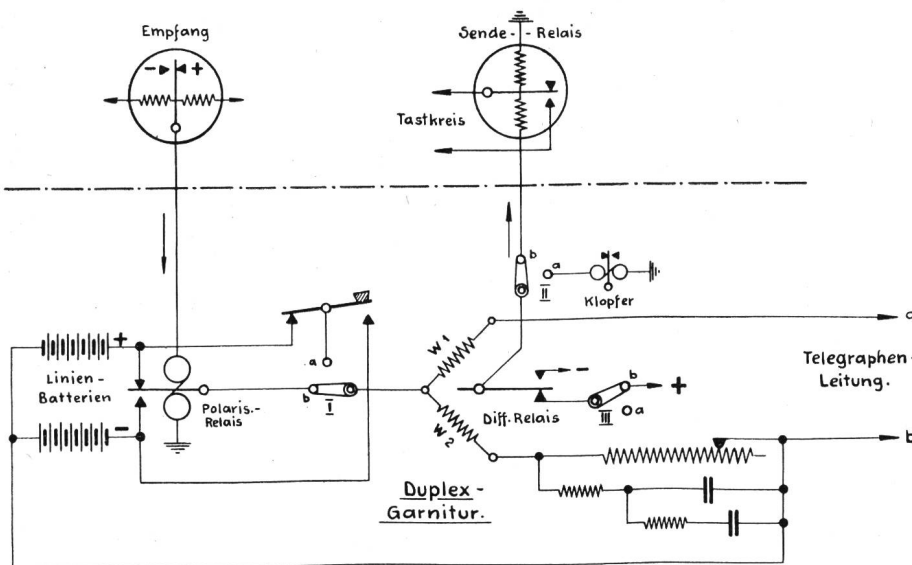 Empfang
- +
Sende- - Relais
Tastkreis
b
a
II
Klopfer
a
b
I
+
Linien-
Batterien
-
Polaris.-
Relais
W1
W2
Diff. Relais
-
b
+
III
a
Telegraphen-
Leitung.
b
Duplex-
Garnitur.